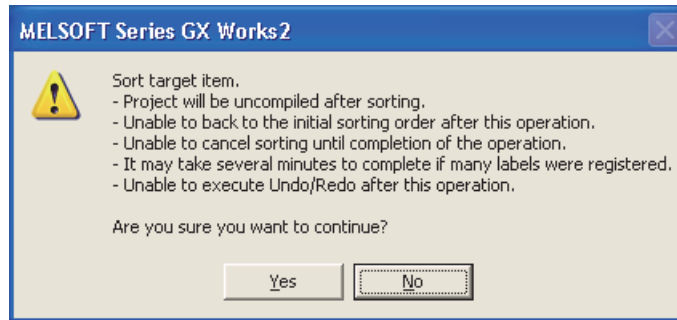 MELSOFT Series GX Works2
Sort target item.
- Project will be uncompiled after sorting.
- Unable to back to the initial sorting order after this operation.
- Unable to cancel sorting until completion of the operation.
- It may take several minutes to complete if many labels were registered.
- Unable to execute Undo/Redo after this operation.
Are you sure you want to continue?
Yes
No